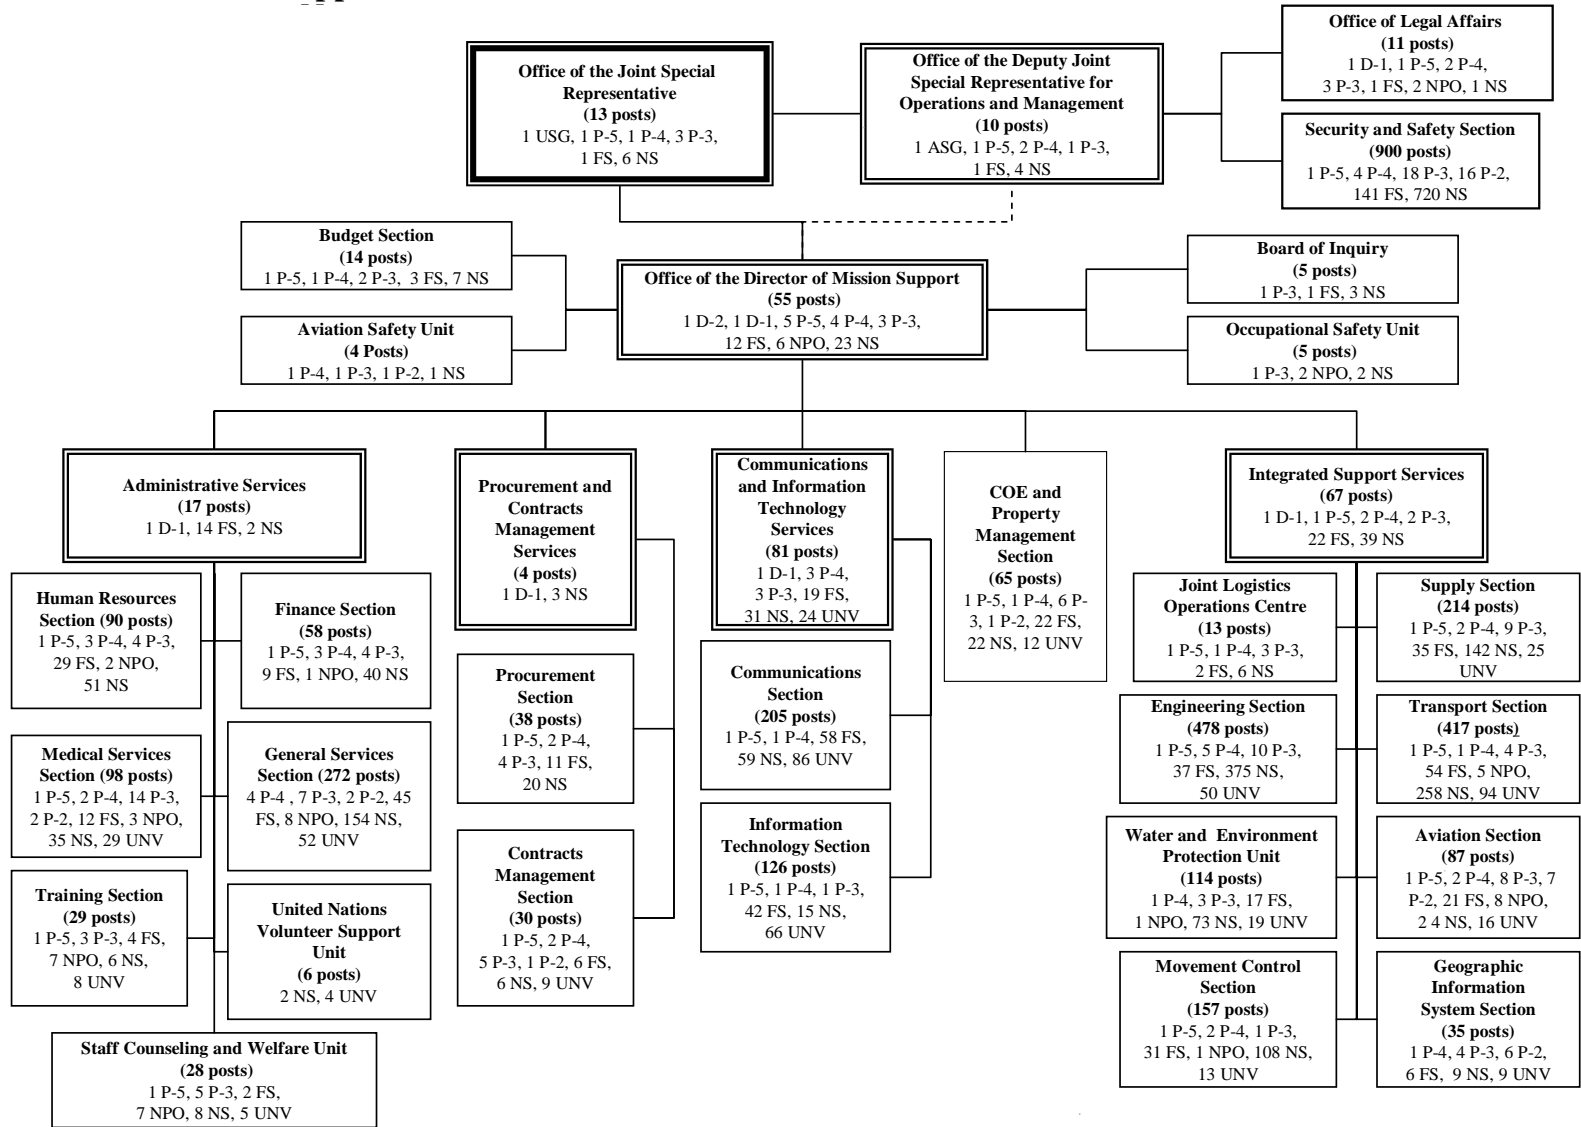 Office of the Joint Special
Representative
(13 posts)
1 USG, 1 P-5, 1 P-4, 3 P-3,
1 FS, 6 NS
Office of the Deputy Joint
Special Representative for
Operations and Management
(10 posts)
1 ASG, 1 P-5, 2 P-4, 1 P-3,
1 FS, 4 NS
Office of Legal Affairs
(11 posts)
1 D-1, 1 P-5, 2 P-4,
3 P-3, 1 FS, 2 NPO, 1 NS
Security and Safety Section
(900 posts)
1 P-5, 4 P-4, 18 P-3, 16 P-2,
141 FS, 720 NS
Budget Section
(14 posts)
1 P-5, 1 P-4, 2 P-3, 3 FS, 7 NS
Aviation Safety Unit
(4 Posts)
1 P-4, 1 P-3, 1 P-2, 1 NS
Office of the Director of Mission Support
(55 posts)
1 D-2, 1 D-1, 5 P-5, 4 P-4, 3 P-3,
12 FS, 6 NPO, 23 NS
Board of Inquiry
(5 posts)
1 P-3, 1 FS, 3 NS
Occupational Safety Unit
(5 posts)
1 P-3, 2 NPO, 2 NS
Administrative Services
(17 posts)
1 D-1, 14 FS, 2 NS
Human Resources
Section (90 posts)
1 P-5, 3 P-4, 4 P-3,
29 FS, 2 NPO,
51 NS
Finance Section
(58 posts)
1 P-5, 3 P-4, 4 P-3,
9 FS, 1 NPO, 40 NS
Medical Services
Section (98 posts)
1 P-5, 2 P-4, 14 P-3,
2 P-2, 12 FS, 3 NPO,
35 NS, 29 UNV
General Services
Section (272 posts)
4 P-4 , 7 P-3, 2 P-2, 45
FS, 8 NPO, 154 NS,
52 UNV
Training Section
(29 posts)
1 P-5, 3 P-3, 4 FS,
7 NPO, 6 NS,
8 UNV
United Nations
Volunteer Support
Unit
(6 posts)
2 NS, 4 UNV
Staff Counseling and Welfare Unit
(28 posts)
1 P-5, 5 P-3, 2 FS,
7 NPO, 8 NS, 5 UNV
Procurement and
Contracts
Management
Services
(4 posts)
1 D-1, 3 NS
Procurement
Section
(38 posts)
1 P-5, 2 P-4,
4 P-3, 11 FS,
20 NS
Contracts
Management
Section
(30 posts)
1 P-5, 2 P-4,
5 P-3, 1 P-2, 6 FS,
6 NS, 9 UNV
Communications
and Information
Technology
Services
(81 posts)
1 D-1, 3 P-4,
3 P-3, 19 FS,
31 NS, 24 UNV
Communications
Section
(205 posts)
1 P-5, 1 P-4, 58 FS,
59 NS, 86 UNV
Information
Technology Section
(126 posts)
1 P-5, 1 P-4, 1 P-3,
42 FS, 15 NS,
66 UNV
COE and
Property
Management
Section
(65 posts)
1 P-5, 1 P-4, 6 P-
3, 1 P-2, 22 FS,
22 NS, 12 UNV
Integrated Support Services
(67 posts)
1 D-1, 1 P-5, 2 P-4, 2 P-3,
22 FS, 39 NS
Joint Logistics
Operations Centre
(13 posts)
1 P-5, 1 P-4, 3 P-3,
2 FS, 6 NS
Supply Section
(214 posts)
1 P-5, 2 P-4, 9 P-3,
35 FS, 142 NS, 25
UNV
Engineering Section
(478 posts)
1 P-5, 5 P-4, 10 P-3,
37 FS, 375 NS,
50 UNV
Transport Section
(417 posts)
1 P-5, 1 P-4, 4 P-3,
54 FS, 5 NPO,
258 NS, 94 UNV
Water and Environment
Protection Unit
(114 posts)
1 P-4, 3 P-3, 17 FS,
1 NPO, 73 NS, 19 UNV
Aviation Section
(87 posts)
1 P-5, 2 P-4, 8 P-3, 7
P-2, 21 FS, 8 NPO,
2 4 NS, 16 UNV
Movement Control
Section
(157 posts)
1 P-5, 2 P-4, 1 P-3,
31 FS, 1 NPO, 108 NS,
13 UNV
Geographic
Information
System Section
(35 posts)
1 P-4, 4 P-3, 6 P-2,
6 FS, 9 NS, 9 UNV